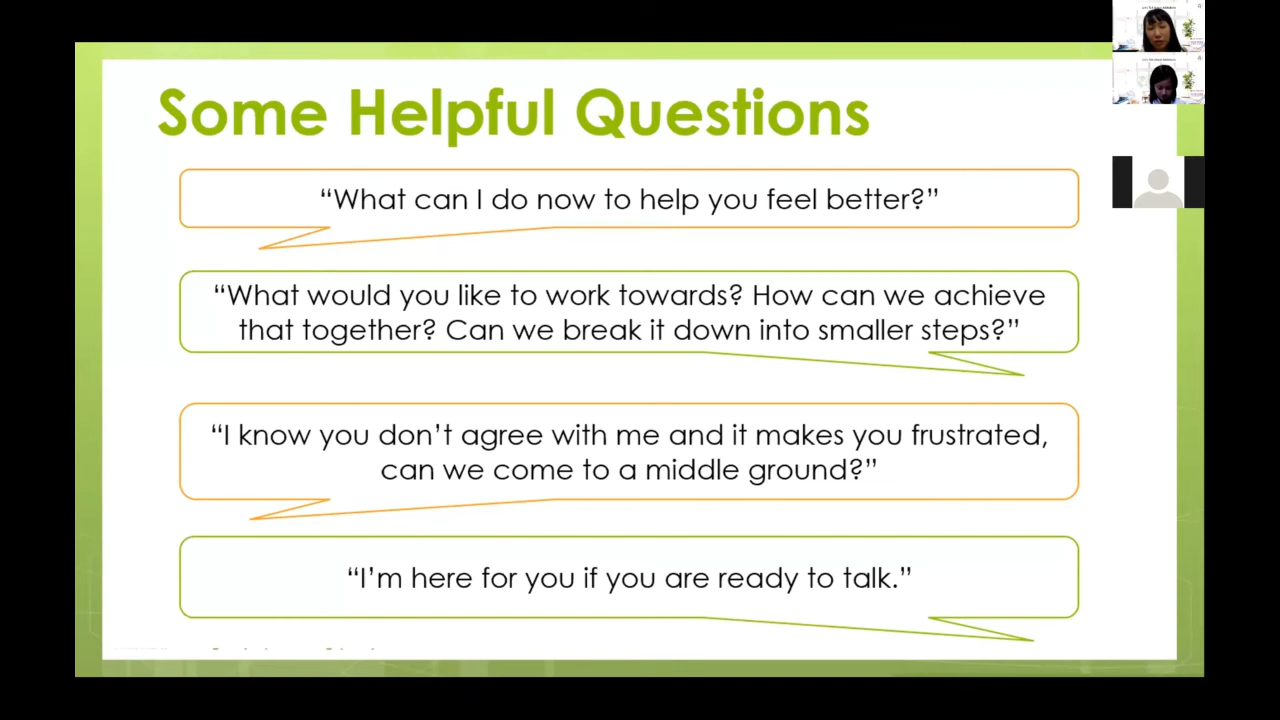 Some Helpful Questions
“What can I do now to help you feel better?”
“What would you like to work towards? How can we achieve
that together? Can we break it down into smaller steps?”
“I know you don’t agree with me and it makes you frustrated,
can we come to a middle ground?”
“I’m here for you if you are ready to talk.”